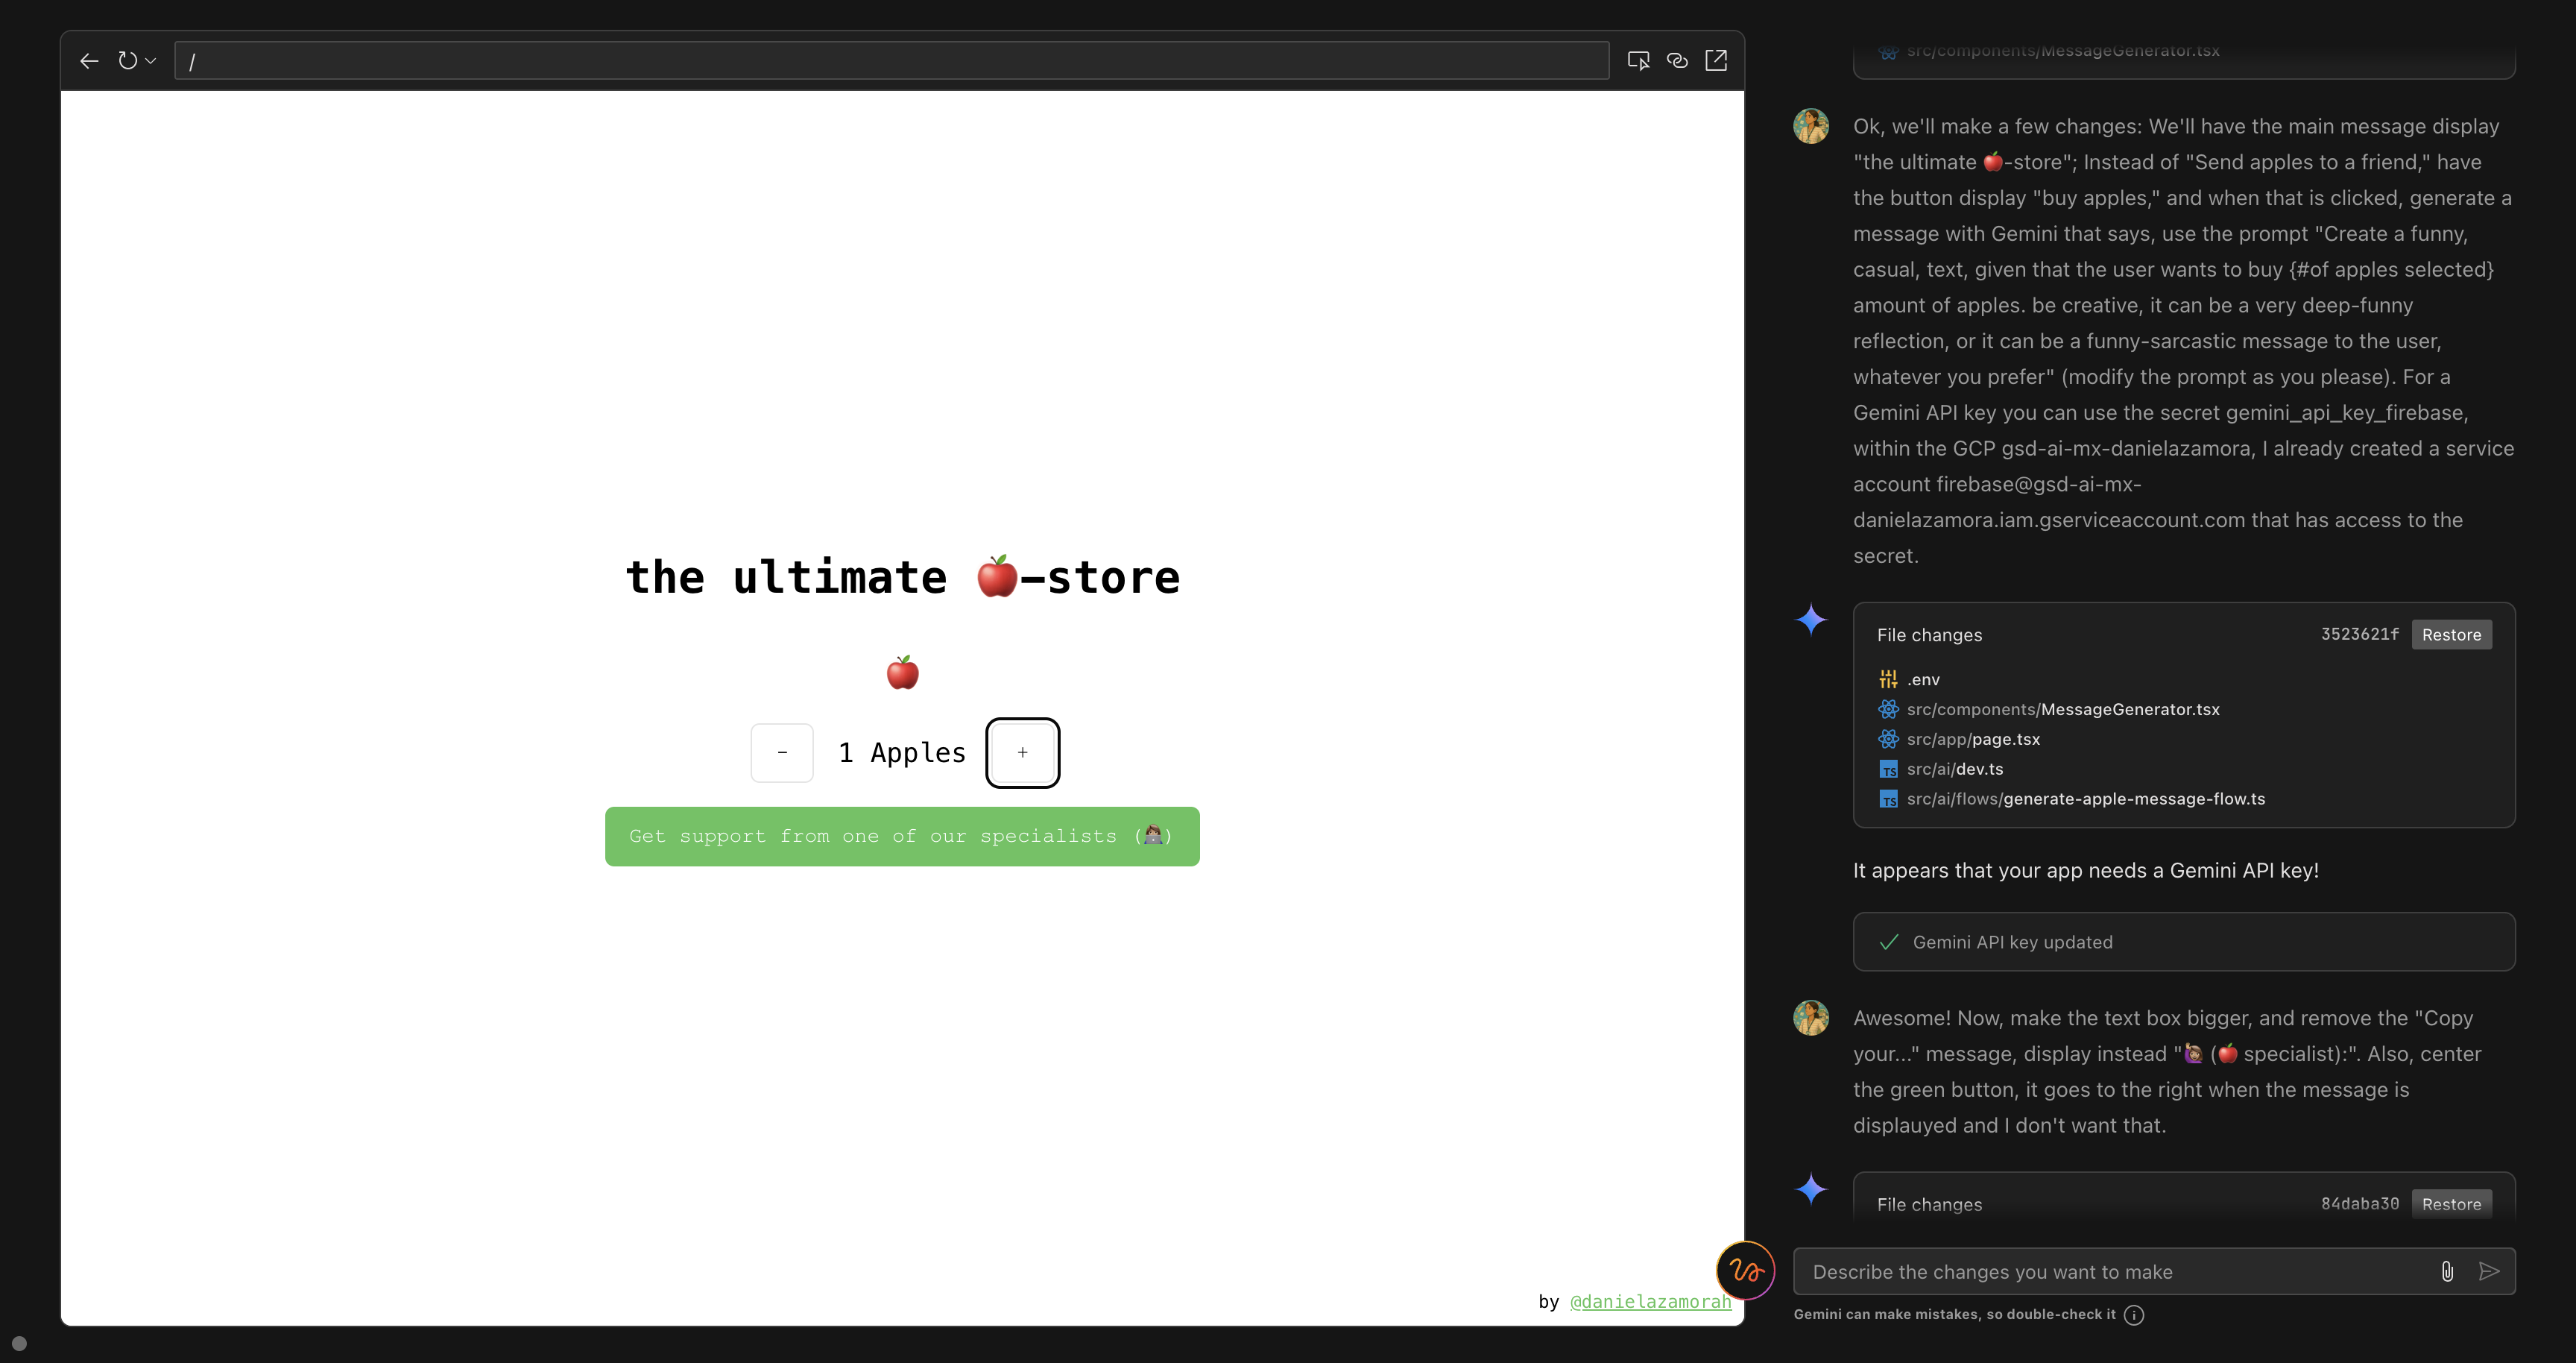 /
the ultimate 🍎-store
🍎
- 1 Apples +
Get support from one of our specialists (👩🏽‍💻)
by @danielazamorah
src/components/MessageGenerator.tsx
Ok, we'll make a few changes: We'll have the main message display
"the ultimate 🍎-store"; Instead of "Send apples to a friend," have
the button display "buy apples," and when that is clicked, generate a
message with Gemini that says, use the prompt "Create a funny,
casual, text, given that the user wants to buy {#of apples selected}
amount of apples. be creative, it can be a very deep-funny
reflection, or it can be a funny-sarcastic message to the user,
whatever you prefer" (modify the prompt as you please). For a
Gemini API key you can use the secret gemini_api_key_firebase,
within the GCP gsd-ai-mx-danielazamora, I already created a service
account firebase@gsd-ai-mx-
danielazamora.iam.gserviceaccount.com that has access to the
secret.
File changes 3523621f Restore
.env
src/components/MessageGenerator.tsx
src/app/page.tsx
TS src/ai/dev.ts
TS src/ai/flows/generate-apple-message-flow.ts
It appears that your app needs a Gemini API key!
Gemini API key updated
Awesome! Now, make the text box bigger, and remove the "Copy
your..." message, display instead "🙋🏽‍♀️ (🍎 specialist):". Also, center
the green button, it goes to the right when the message is
displauyed and I don't want that.
File changes 84daba30 Restore
Describe the changes you want to make
Gemini can make mistakes, so double-check it